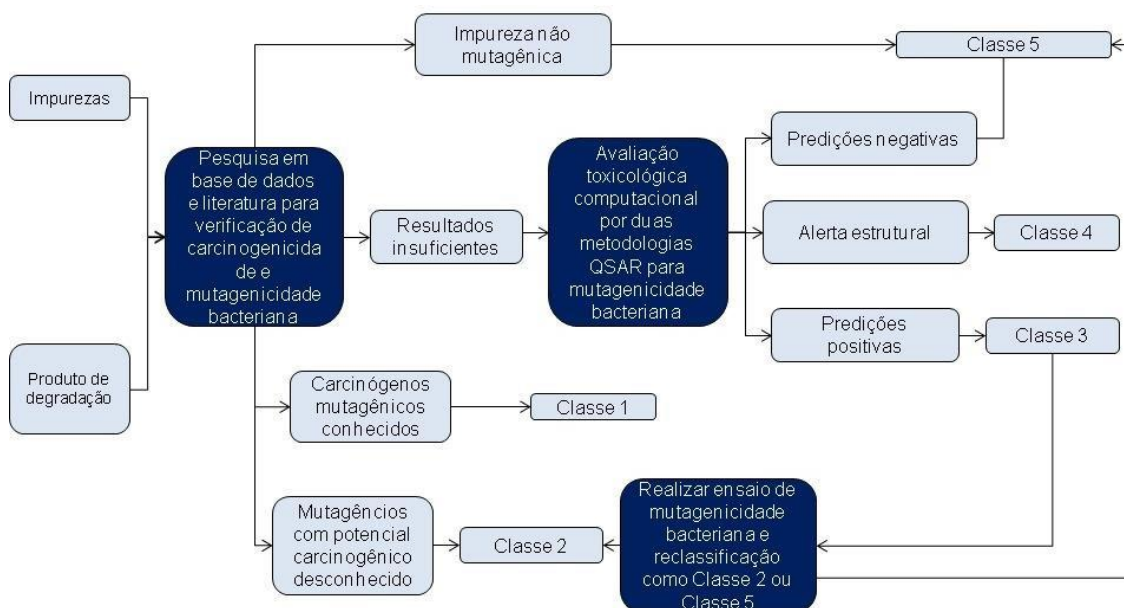 Impureza não
mutagênica
Classe 5
Impurezas
Pesquisa em
base de dados
e literatura para
verificação de
carcinogenicida
de e
mutagenicidade
bacteriana
Resultados
insuficientes
Avaliação
toxicológica
computacional
por duas
metodologias
QSAR para
mutagenicidade
bacteriana
Predições negativas
Alerta estrutural
Classe 4
Predições
positivas
Classe 3
Produto de
degradação
Carcinógenos
mutagênicos
conhecidos
Classe 1
Mutagêncios
com potencial
carcinogênico
desconhecido
Classe 2
Realizar ensaio de
mutagenicidade
bacteriana e
reclassificação
como Classe 2 ou
Classe 5